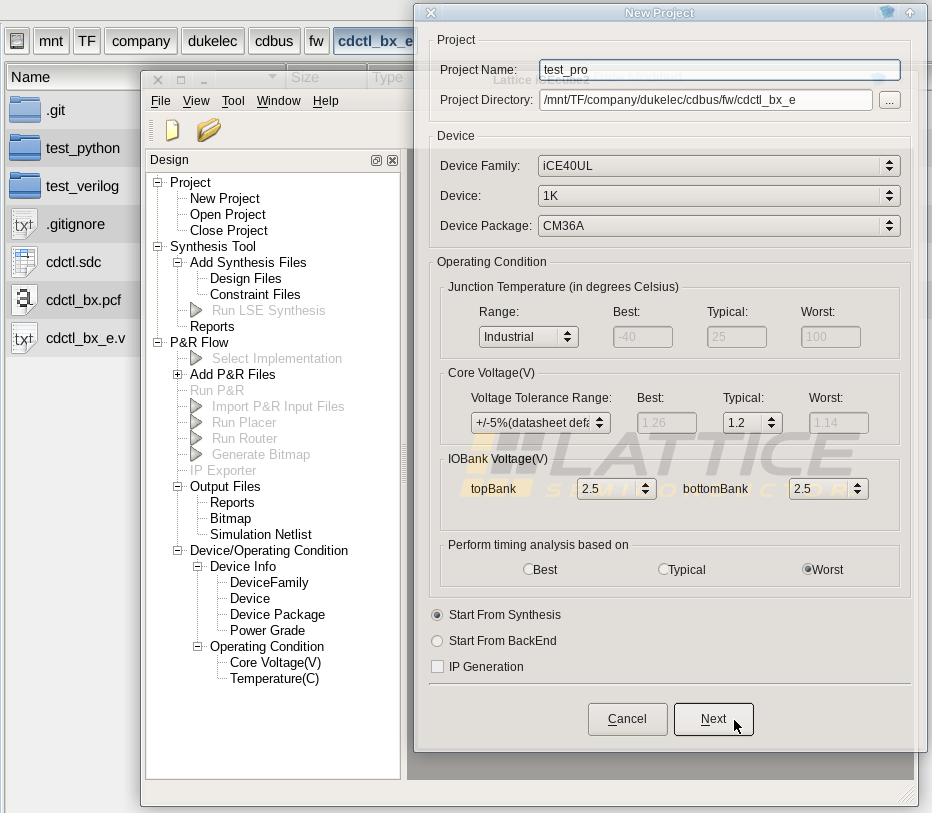 New Project
mnt TF company dukelec cdbus fw cdctl_bx_e
Name Size Type
.git
test_python
test_verilog
.gitignore
cdctl.sdc
cdctl_bx.pcf
cdctl_bx_e.v
txt
a
txt
File View Tool Window Help
Design
Project
New Project
Open Project
Close Project
Synthesis Tool
Add Synthesis Files
Design Files
Constraint Files
Run LSE Synthesis
Reports
P&R Flow
Select Implementation
Add P&R Files
Run P&R
Import P&R Input Files
Run Placer
Run Router
Generate Bitmap
IP Exporter
Output Files
Reports
Bitmap
Simulation Netlist
Device/Operating Condition
Device Info
DeviceFamily
Device
Device Package
Power Grade
Operating Condition
Core Voltage(V)
Temperature(C)
Project
Project Name: test_pro
Project Directory: /mnt/TF/company/dukelec/cdbus/fw/cdctl_bx_e ...
Device
Device Family: iCE40UL
Device: 1K
Device Package: CM36A
Operating Condition
Junction Temperature (in degrees Celsius)
Range: Best: Typical: Worst:
Industrial -40 25 100
Core Voltage(V)
Voltage Tolerance Range: Best: Typical: Worst:
+/-5%(datasheet defa 1.26 1.2 1.14
LATTICE
SEMICONDUCTOR
IOBank Voltage(V)
topBank 2.5 bottomBank 2.5
Perform timing analysis based on
Best Typical Worst
Start From Synthesis
Start From BackEnd
IP Generation
Cancel Next